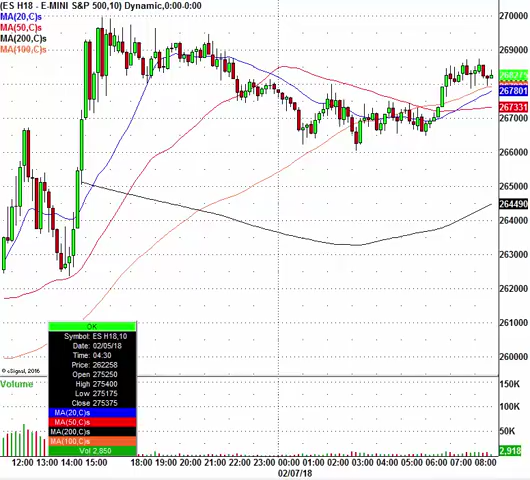 (ES H18 - E-MINI S&P 500,10) Dynamic,0:00-0:00
MA(20,C)s
MA(50,C)s
MA(200,C)s
MA(100,C)s
270000
269000
268375
267801
267331
267000
266000
265000
264490
264000
263000
262000
261000
260000
OK
Symbol: ES H18,10
Date: 02/05/18
Time: 04:30
Price: 262258
Open 275250
High 275400
Low 275175
Close 275375
MA(20,C)s
MA(50,C)s
MA(200,C)s
MA(100,C)s
Vol 2,850
© eSignal, 2016
Volume
150K
100K
50K
2,918
12:00 13:00 14:00 15:00 18:00 19:00 20:00 21:00 22:00 23:00 00:00 01:00 02:00 03:00 04:00 05:00 06:00 07:00 08:00
02/07/18